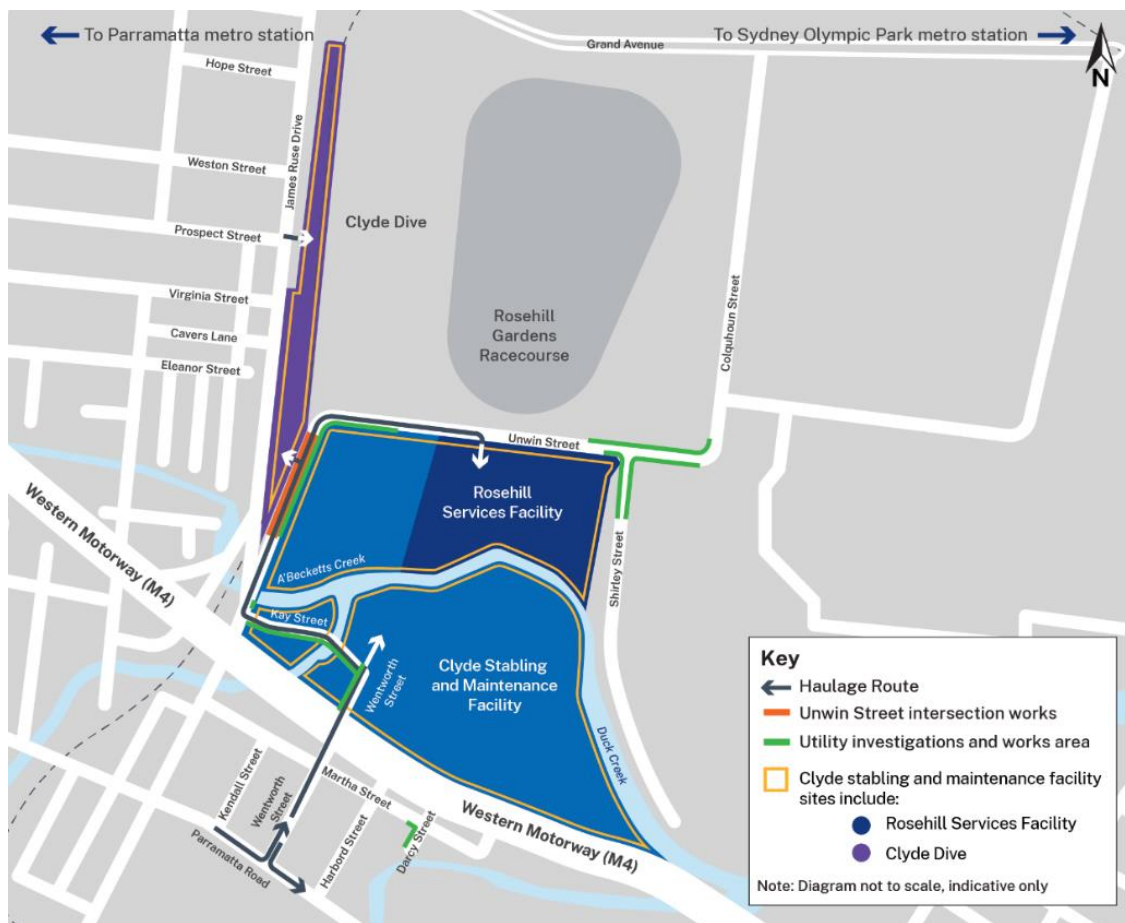 To Parramatta metro station
To Sydney Olympic Park metro station
Grand Avenue
N
Hope Street
James Ruse Drive
Weston Street
Clyde Dive
Prospect Street
Virginia Street
Cavers Lane
Eleanor Street
Rosehill
Gardens
Racecourse
Colquhoun Street
Unwin Street
Rosehill
Services Facility
Western Motorway (M4)
A'Becketts Creek
Kay Street
Shirley Street
Wentworth
Street
Clyde Stabling
and Maintenance
Facility
Duck Creek
Kendall Street
Wentworth
Street
Martha Street
Parramatta Road
Harbord Street
Darcy Street
Western Motorway (M4)
Key
Haulage Route
Unwin Street intersection works
Utility investigations and works area
Clyde stabling and maintenance facility
sites include:
Rosehill Services Facility
Clyde Dive
Note: Diagram not to scale, indicative only